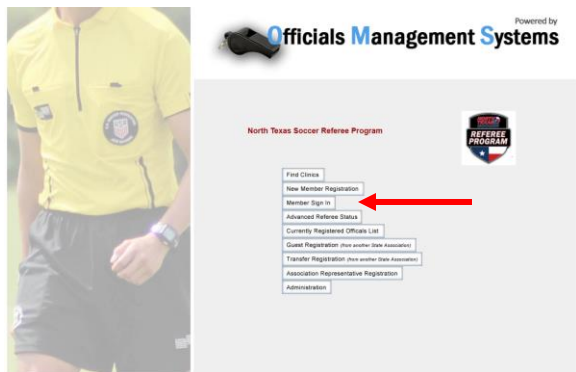 Powered by
Officials Management Systems
North Texas Soccer Referee Program
REFEREE
PROGRAM
Find Clinics
New Member Registration
Member Sign In
Advanced Referee Status
Currently Registered Officals List
Guest Registration (from another State Association)
Transfer Registration (from another State Association)
Association Representative Registration
Administration